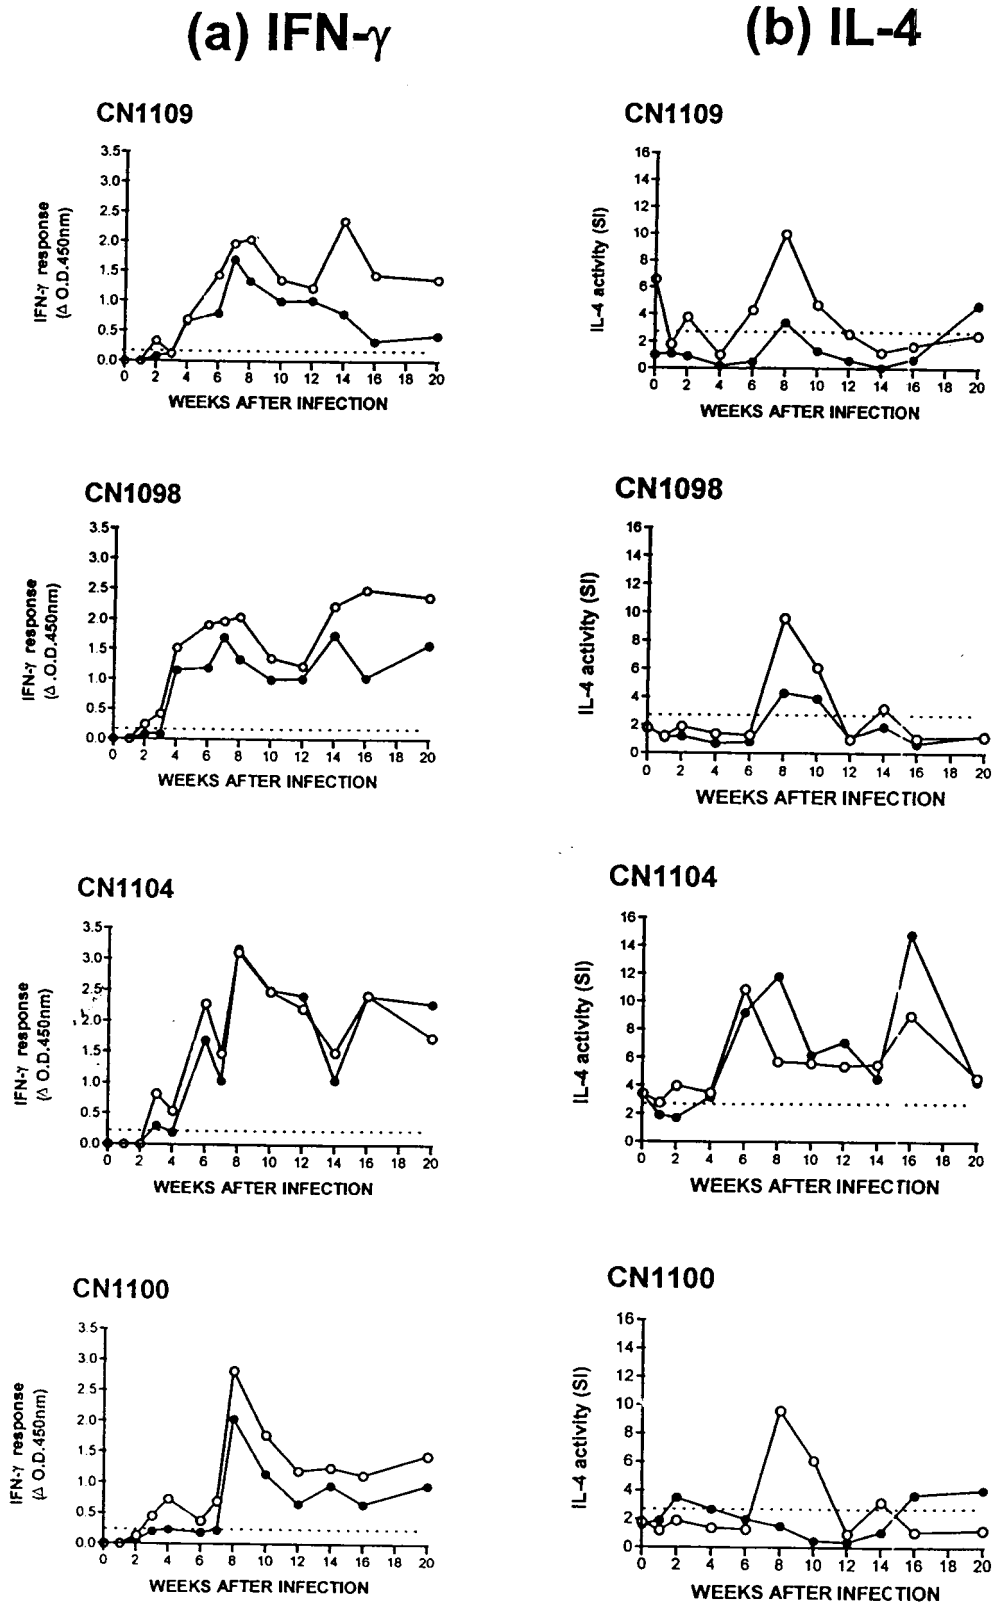 (a) IFN-γ
(b) IL-4
CN1109
3.5
3.0
2.5
2.0
1.5
1.0
0.5
0.0
IFN-γ response
(Δ O.D.450nm)
0 2 4 6 8 10 12 14 16 18 20
WEEKS AFTER INFECTION
CN1109
16
14
12
10
8
6
4
2
0
IL-4 activity (SI)
0 2 4 6 8 10 12 14 16 18 20
WEEKS AFTER INFECTION
CN1098
3.5
3.0
2.5
2.0
1.5
1.0
0.5
0.0
IFN-γ response
(Δ .O.D.450nm)
0 2 4 6 8 10 12 14 16 18 20
WEEKS AFTER INFECTION
CN1098
16
14
12
10
8
6
4
2
0
IL-4 activity (SI)
0 2 4 6 8 10 12 14 16 18 20
WEEKS AFTER INFECTION
CN1104
3.5
3.0
2.5
2.0
1.5
1.0
0.5
0.0
IFN-γ response
(Δ O.D.450nm)
0 2 4 6 8 10 12 14 16 18 20
WEEKS AFTER INFECTION
CN1104
16
14
12
10
8
6
4
2
0
IL-4 activity (SI)
0 2 4 6 8 10 12 14 16 18 20
WEEKS AFTER INFECTION
CN1100
3.5
3.0
2.5
2.0
1.5
1.0
0.5
0.0
IFN-γ response
(Δ O.D.450nm)
0 2 4 6 8 10 12 14 16 18 20
WEEKS AFTER INFECTION
CN1100
16
14
12
10
8
6
4
2
0
IL-4 activity (SI)
0 2 4 6 8 10 12 14 16 18 20
WEEKS AFTER INFECTION